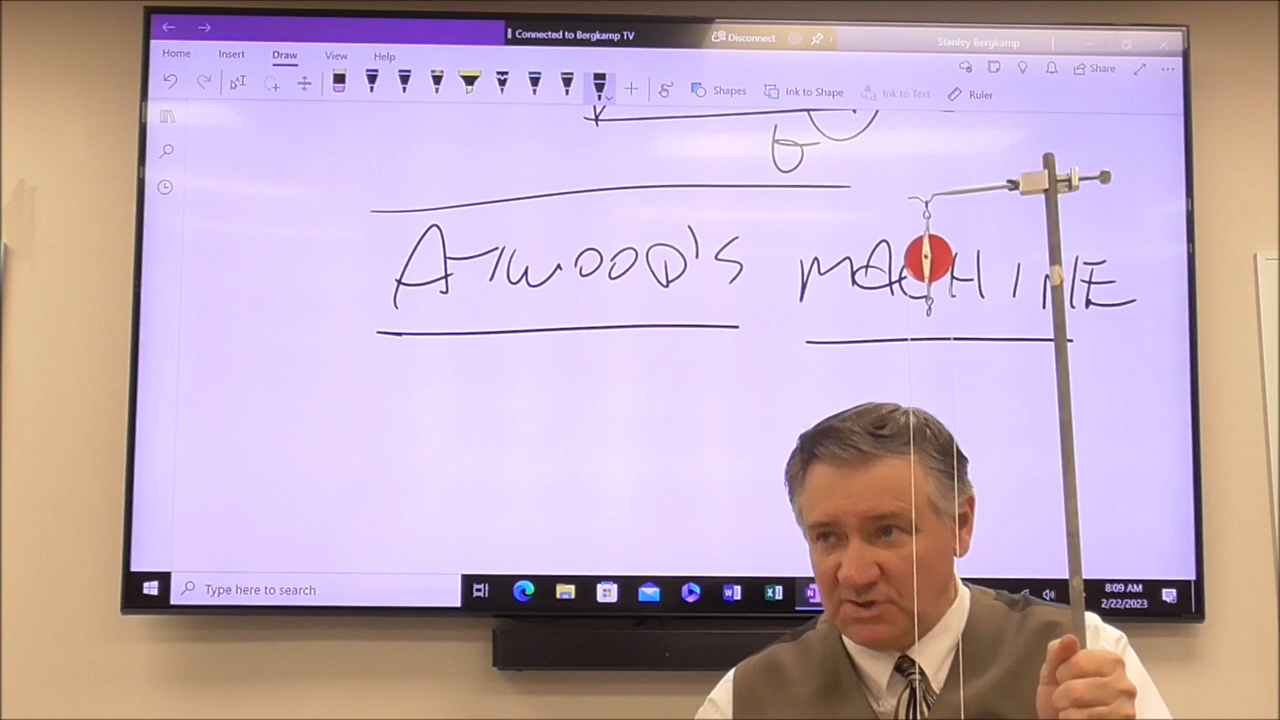 Connected to Bergkamp TV
Disconnect
Stanley Bergkamp
Home Insert Draw View Help
Share
Shapes Ink to Shape Ink to Text Ruler
6
ATWOOD'S MACHINE
Type here to search
8:09 AM
2/22/2023